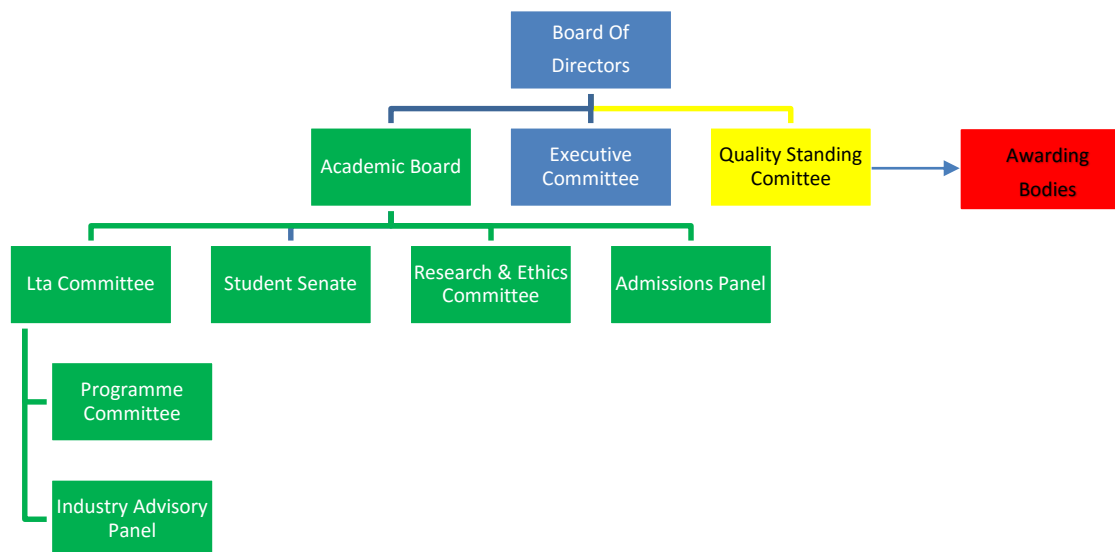 Board Of
Directors
Academic Board
Executive
Committee
Quality Standing
Comittee
Awarding
Bodies
Lta Committee
Student Senate
Research & Ethics
Committee
Admissions Panel
Programme
Committee
Industry Advisory
Panel